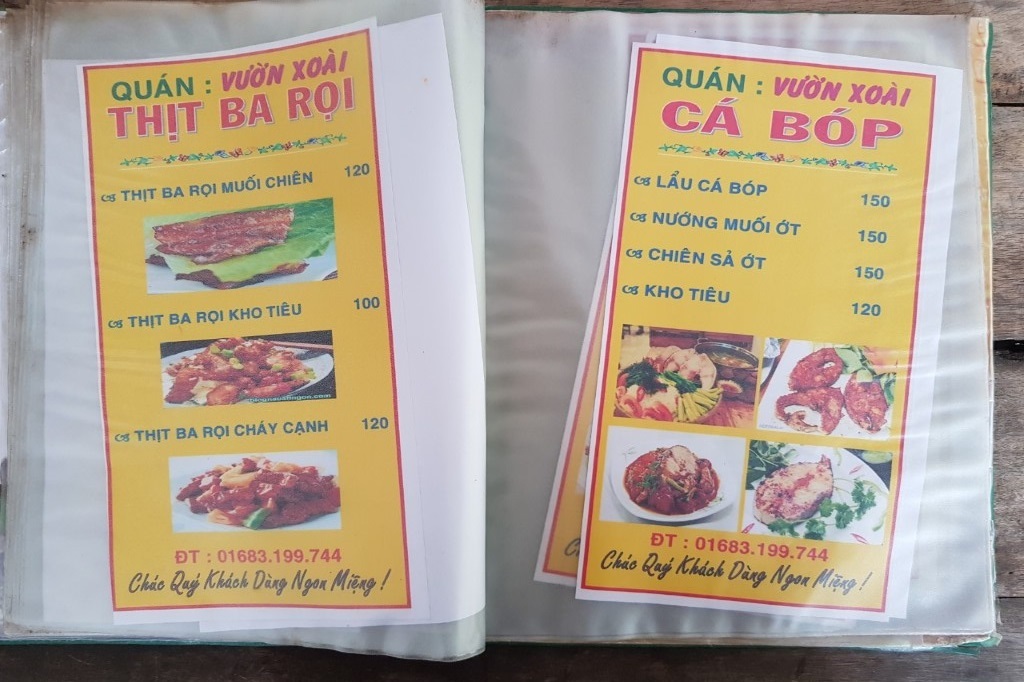 QUÁN : VƯỜN XOÀI
THỊT BA RỌI
THỊT BA RỌI MUỐI CHIÊN 120
THỊT BA RỌI KHO TIÊU 100
THỊT BA RỌI CHÁY CẠNH 120
ĐT : 01683.199.744
Chúc Quý Khách Dùng Ngon Miệng !
QUÁN : VƯỜN XOÀI
CÁ BÓP
LẨU CÁ BÓP 150
NƯỚNG MUỐI ỚT 150
CHIÊN SẢ ỚT 150
KHO TIÊU 120
ĐT : 01683.199.744
Chúc Quý Khách Dùng Ngon Miệng !